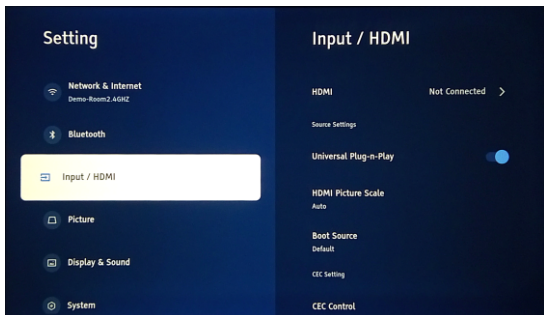 Setting
Network & Internet
Demo-Room2.4GHZ
Bluetooth
Input / HDMI
Picture
Display & Sound
System
Input / HDMI
HDMI
Not Connected
Source Settings
Universal Plug-n-Play
HDMI Picture Scale
Auto
Boot Source
Default
CEC Setting
CEC Control